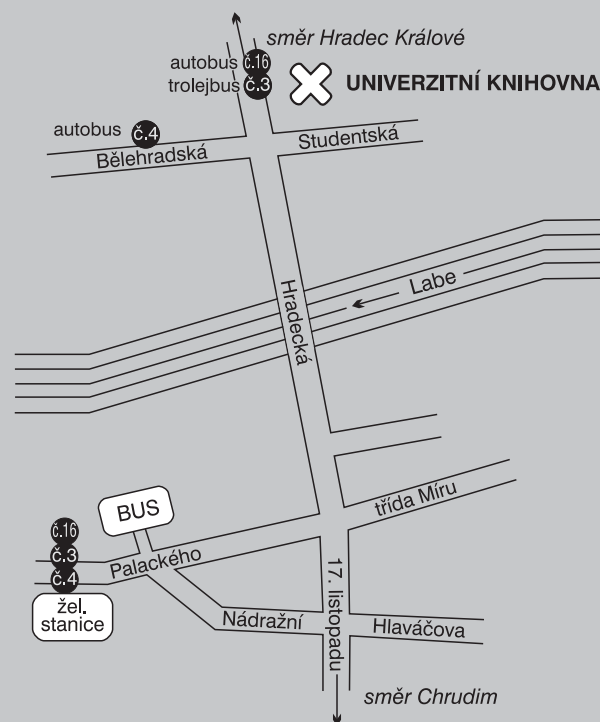 směr Hradec Králové
autobus č.16
trolejbus č.3
UNIVERZITNÍ KNIHOVNA
autobus č.4
Bělehradská
Studentská
Hradecká
Labe
třída Míru
BUS
č.16
č.3
č.4
Palackého
žel.
stanice
17. listopadu
Nádražní
Hlaváčova
směr Chrudim